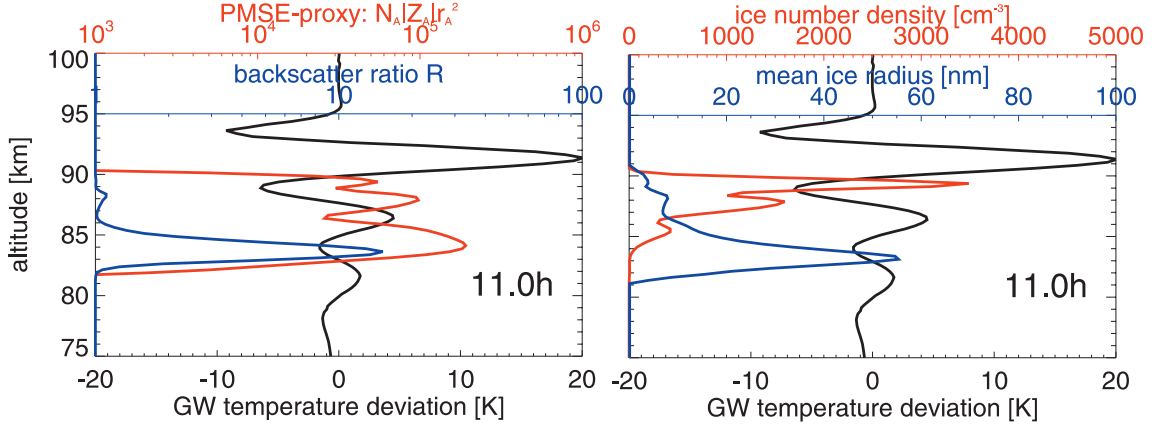 PMSE-proxy: N_A|Z_A|r_A^2
10^3 10^4 10^5 10^6
backscatter ratio R
1 10 100
altitude [km]
100
95
90
85
80
75
11.0h
-20 -10 0 10 20
GW temperature deviation [K]
ice number density [cm^-3]
0 1000 2000 3000 4000 5000
mean ice radius [nm]
0 20 40 60 80 100
11.0h
-20 -10 0 10 20
GW temperature deviation [K]